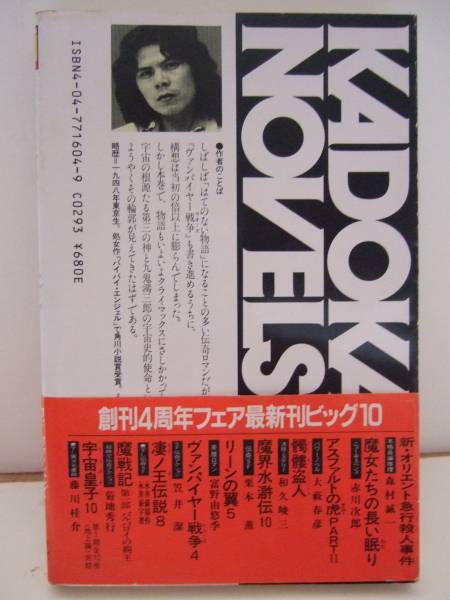 KADOKA
NOVELS
●作者のことば
しばしば「はてのない物語」になることの多い伝奇ロマンだが
『ヴァンパイヤー戦争』も書き進めるうちに、
構想は当初の倍以上に膨らんでしまった。
しかし本巻で、物語もいよいよクライマックスにさしかかって
宇宙の根源たる第三の神と九鬼鴻三郎の宇宙史的使命と
ようやくその輪郭が見えてきたはずである。
略歴=一九四八年東京生。処女作『バイバイ・エンジェル』で角川小説賞受賞。
ISBN4-04-771604-9 C0293 ¥680E
創刊4周年フェア最新刊ビッグ10
新・オリエント急行殺人事件 森村誠一
魔女たちの長い眠り 赤川次郎
アスファルトの虎PARTⅡ 大藪春彦
髑髏盗人 和久峻三
魔界水滸伝10 栗本薫
リーンの翼5 富野由悠季
ヴァンパイヤー戦争4 笠井潔
凄ノ王伝説8
魔戦記 菊地秀行
宇宙皇子10 藤川桂介